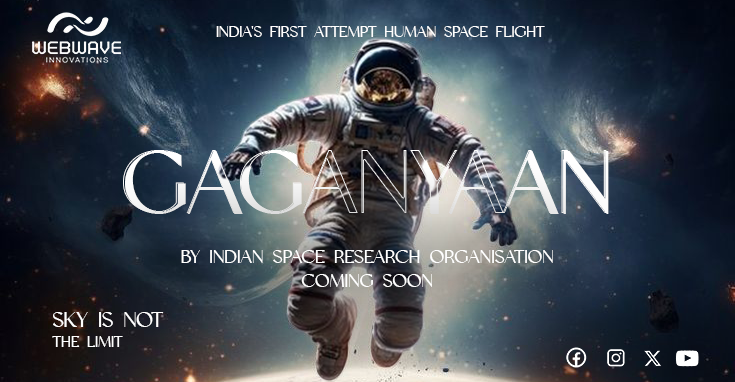 WEBWAVE
INNOVATIONS
INDIA'S FIRST ATTEMPT HUMAN SPACE FLIGHT
GAGANYAAN
BY INDIAN SPACE RESEARCH ORGANISATION
COMING SOON
SKY IS NOT
THE LIMIT